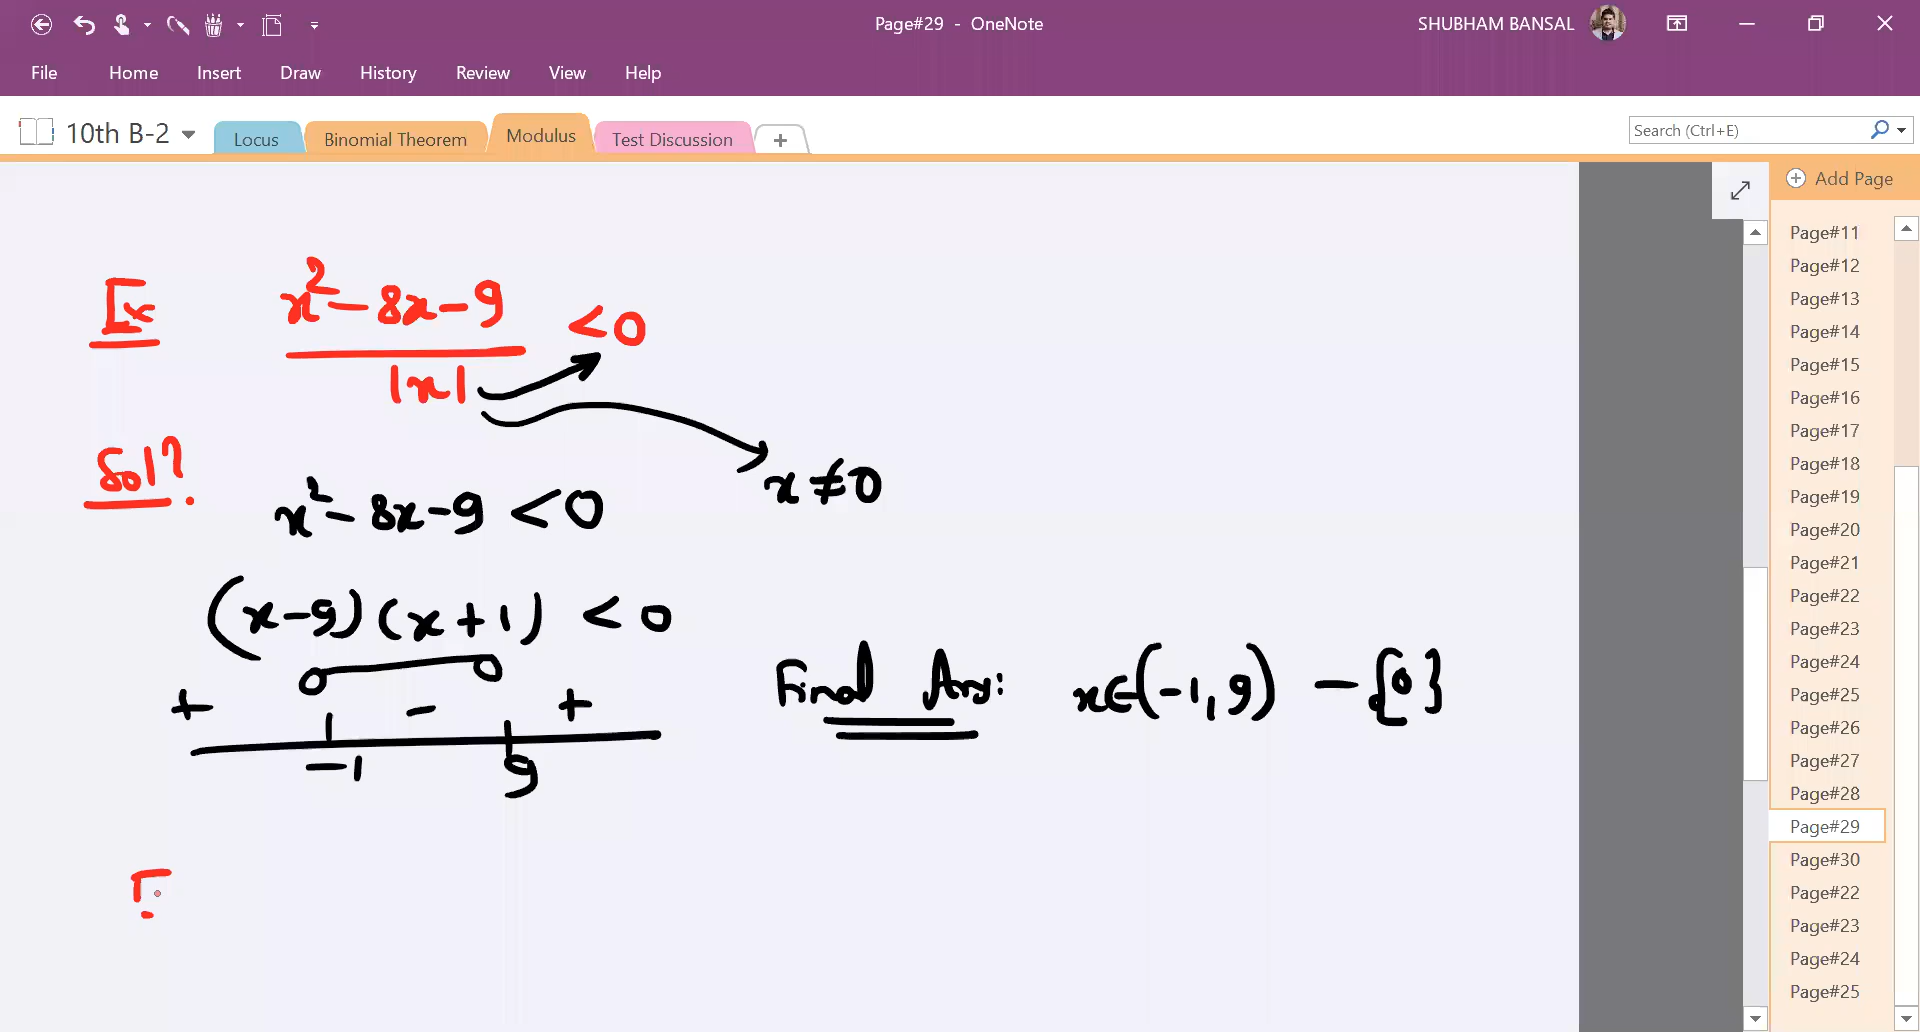 Page#29 - OneNote
SHUBHAM BANSAL
File Home Insert Draw History Review View Help
10th B-2
Locus
Binomial Theorem
Modulus
Test Discussion
+
Search (Ctrl+E)
Add Page
Ex
x² - 8x - 9
< 0
|x|
Solⁿ.
x ≠ 0
x² - 8x - 9 < 0
(x-9) (x+1) < 0
+ - +
-1 9
Final Ans: x∈(-1, 9) - {0}
Page#11
Page#12
Page#13
Page#14
Page#15
Page#16
Page#17
Page#18
Page#19
Page#20
Page#21
Page#22
Page#23
Page#24
Page#25
Page#26
Page#27
Page#28
Page#29
Page#30
Page#22
Page#23
Page#24
Page#25